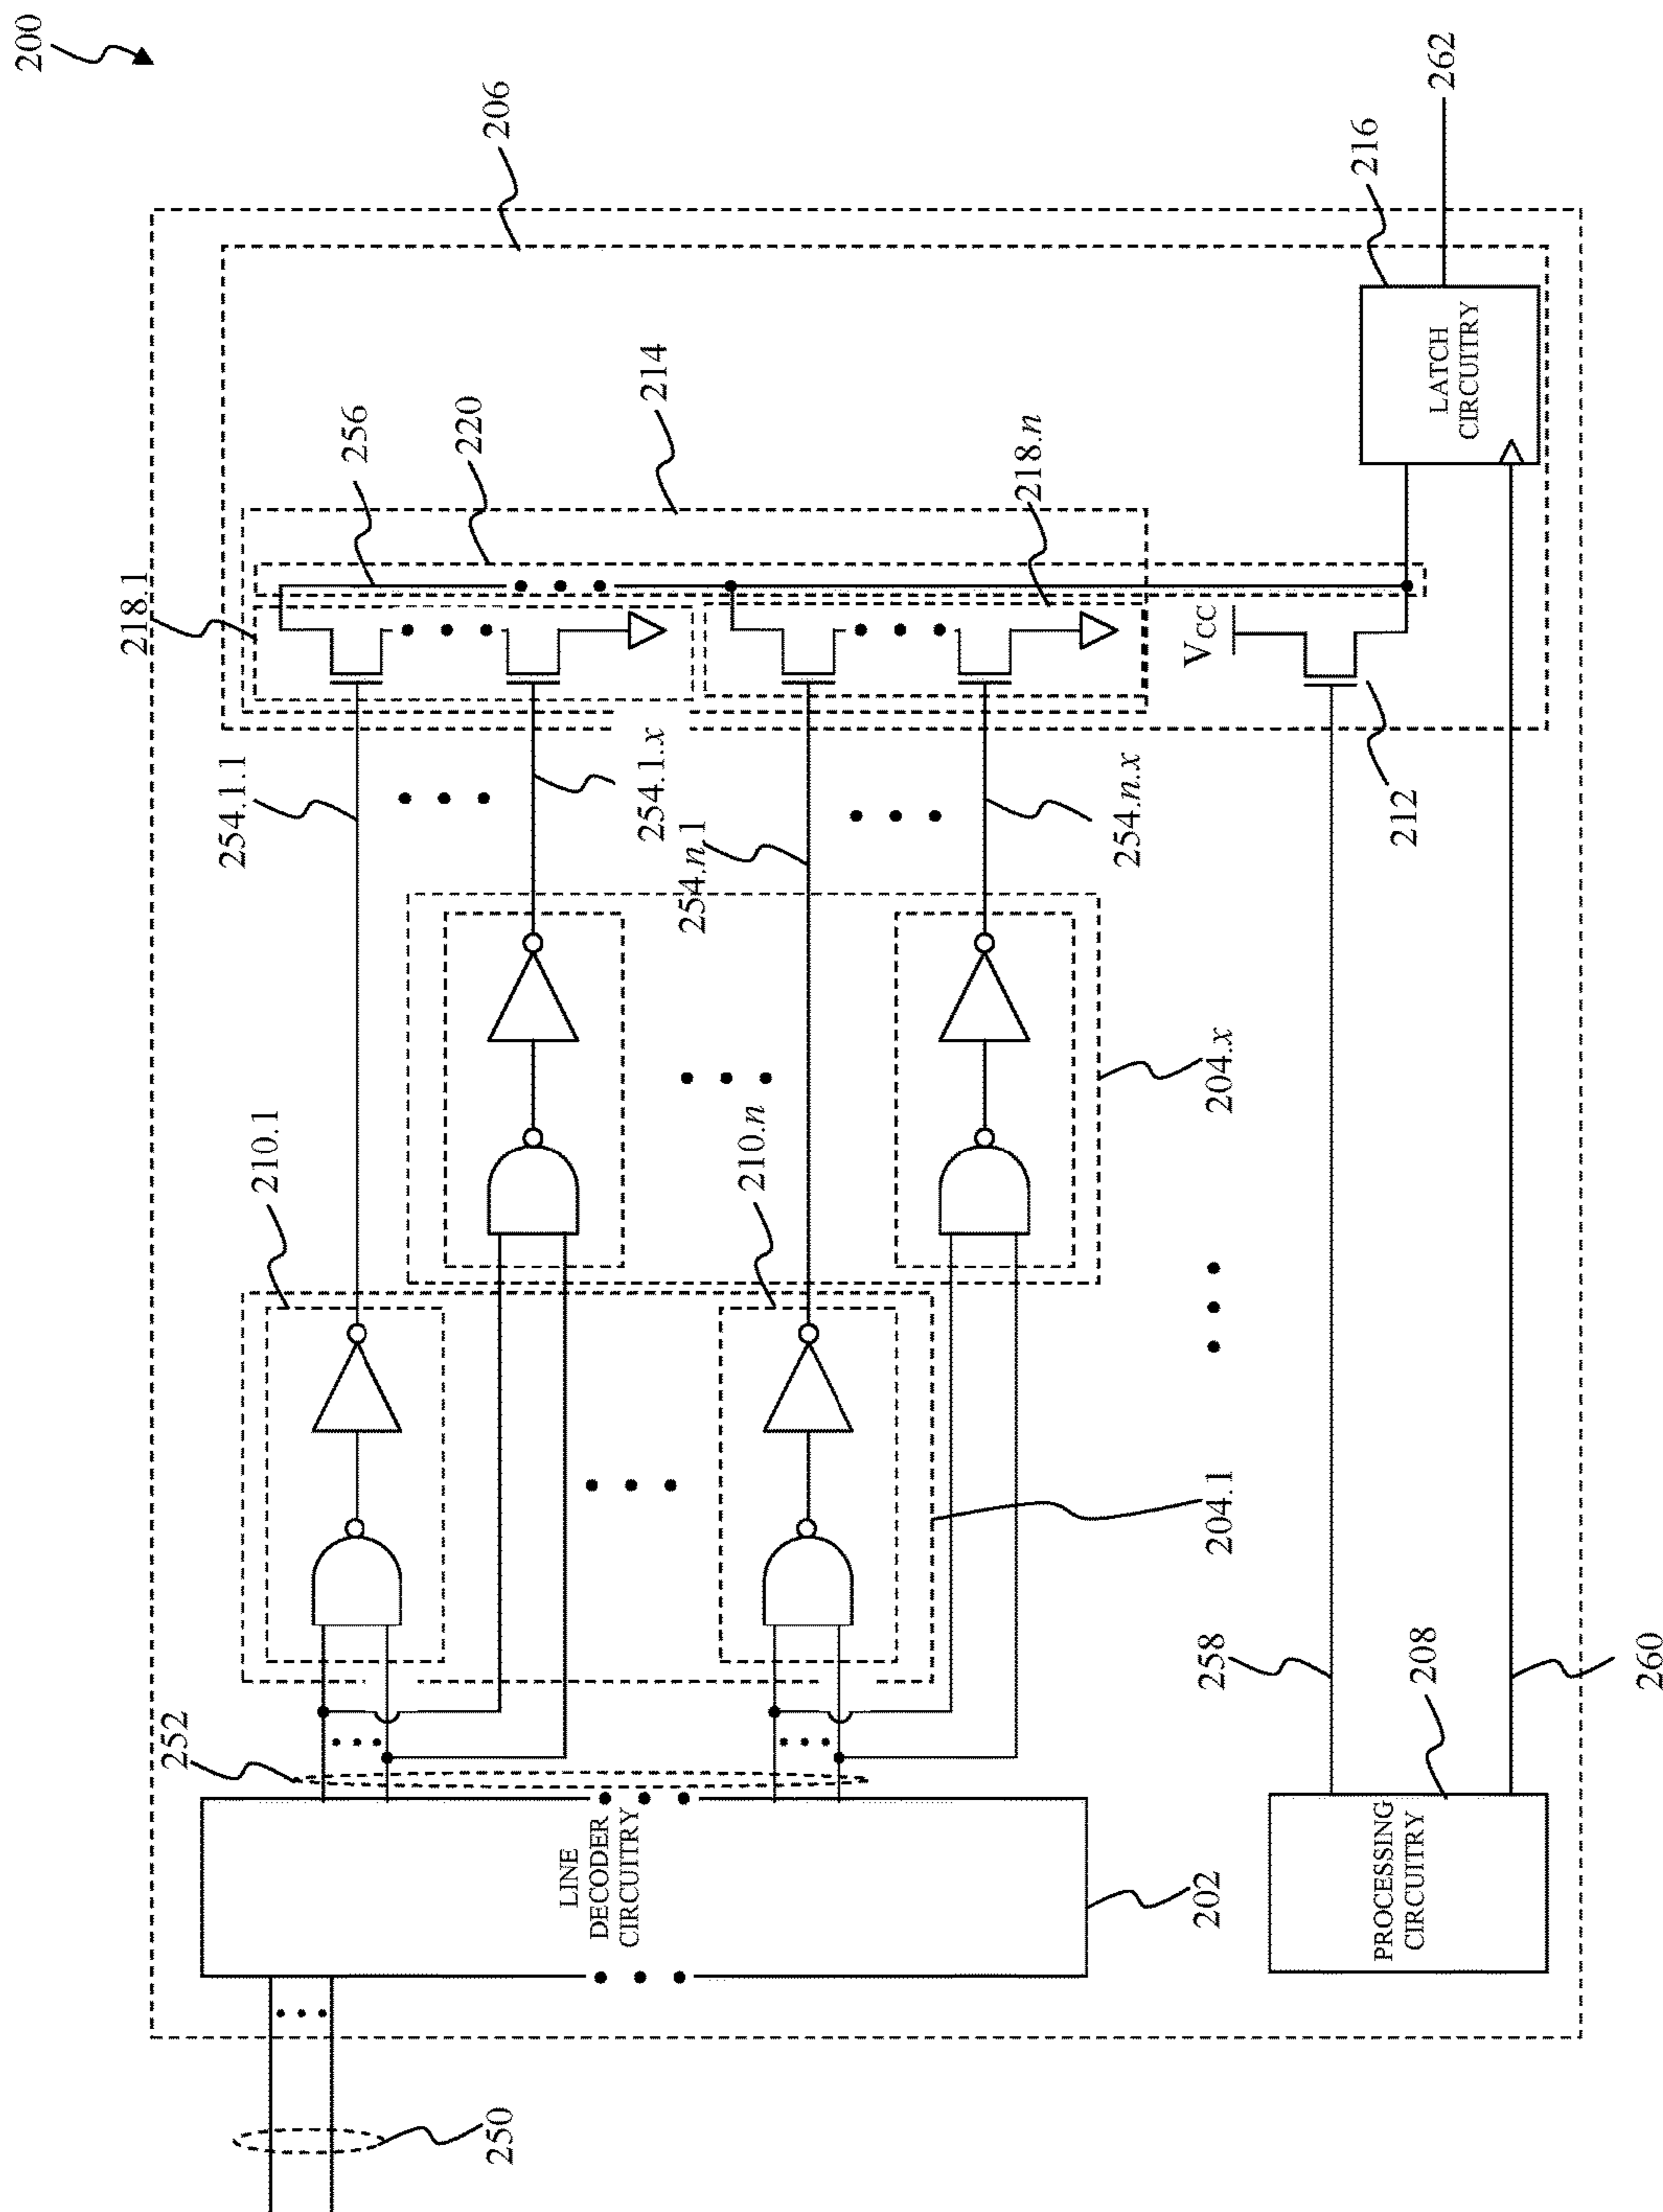 200
206
262
216
LATCH
CIRCUITRY
214
220
256
218.n
218.1
VCC
254.1.1
254.1.x
254.n.1
254.n.x
212
210.1
210.n
204.x
204.1
252
258
208
260
LINE
DECODER
CIRCUITRY
202
PROCESSING
CIRCUITRY
250